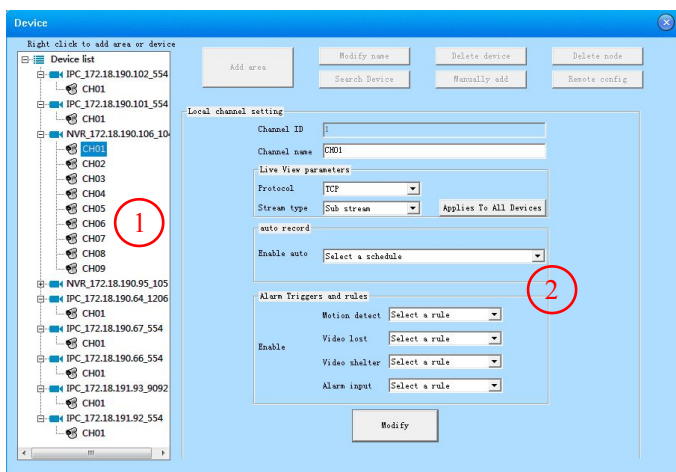 Device
Right click to add area or device
Device list
IPC_172.18.190.102_554
CH01
IPC_172.18.190.101_554
CH01
NVR_172.18.190.106_10
CH01
CH02
CH03
CH04
CH05
CH06
CH07
CH08
CH09
NVR_172.18.190.95_105
IPC_172.18.190.64_1206
CH01
IPC_172.18.190.67_554
CH01
IPC_172.18.190.66_554
CH01
IPC_172.18.191.93_9092
CH01
IPC_172.18.191.92_554
CH01
1
Add area
Modify name
Delete device
Delete node
Search Device
Manually add
Remote config
Local channel setting
Channel ID 1
Channel name CH01
Live View parameters
Protocol TCP
Stream type Sub stream Applies To All Devices
auto record
Enable auto Select a schedule
2
Alarm Triggers and rules
Motion detect Select a rule
Video lost Select a rule
Enable
Video shelter Select a rule
Alarm input Select a rule
Modify